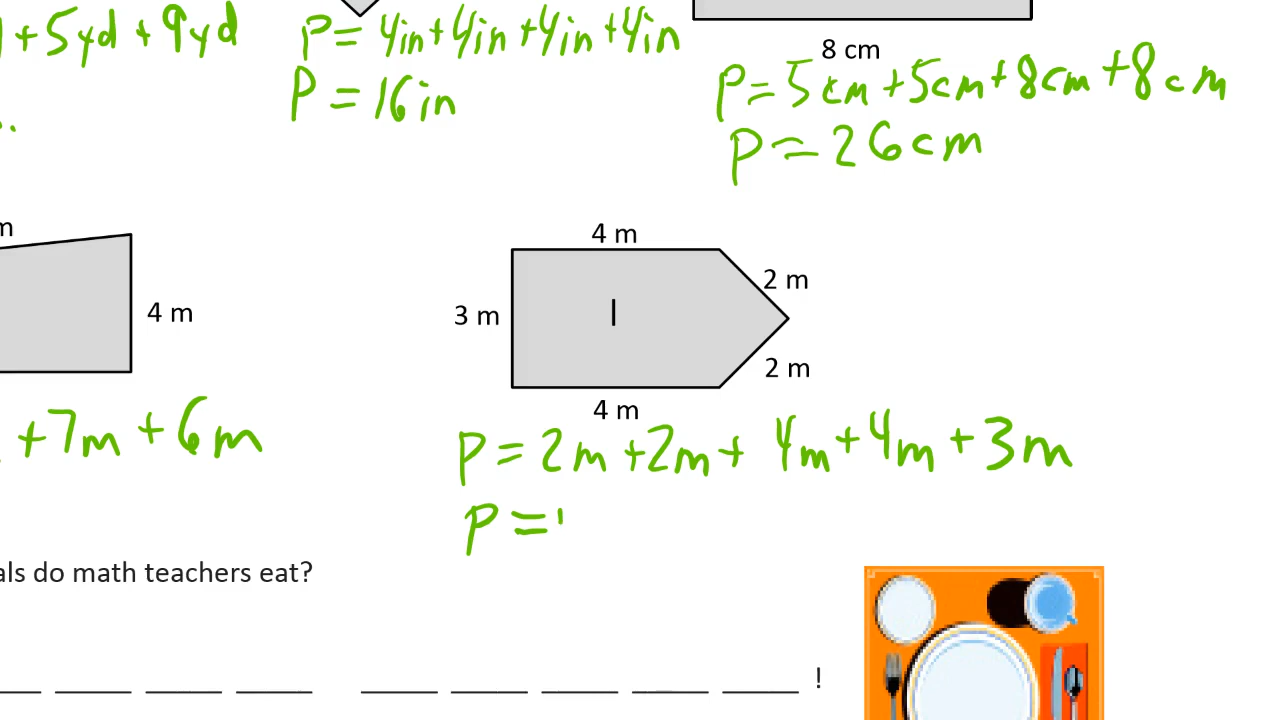 +5yd + 9yd
P = 4in+4in+4in+4in
8 cm
P = 16in
P = 5cm +5cm+8cm +8cm
P = 26cm
4 m
2 m
3 m
I
4 m
2 m
4 m
+7m + 6m
P = 2m +2m + 4m+4m +3m
P =
als do math teachers eat?
!